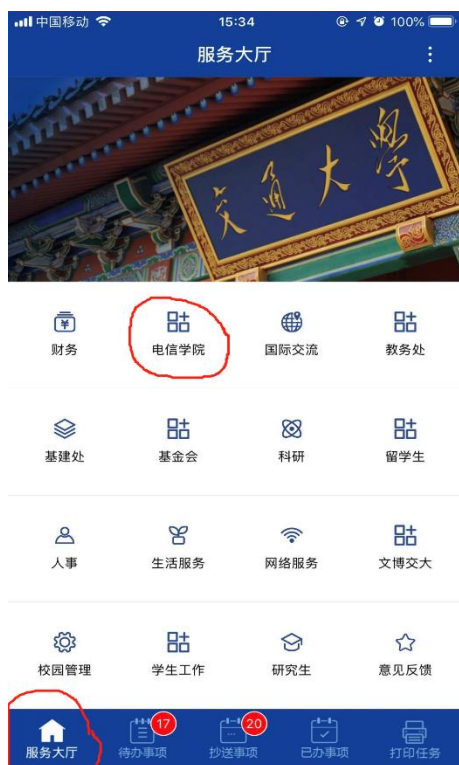 中国移动 15:34 100%
服务大厅
交通大學
财务 电信学院 国际交流 教务处
基建处 基金会 科研 留学生
人事 生活服务 网络服务 文博交大
校园管理 学生工作 研究生 意见反馈
17 20
服务大厅 待办事项 抄送事项 已办事项 打印任务